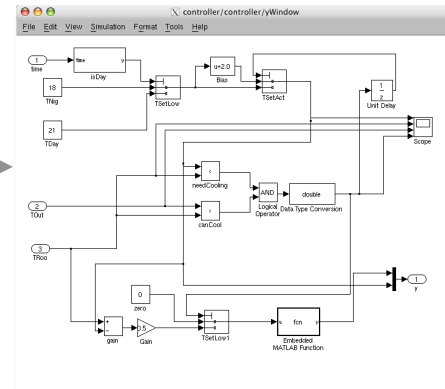 controller/controller/yWindow
File Edit View Simulation Format Tools Help
1
time
time y
isDay
18
TNig
TSetLow
u+2.0
Bias
TSetAct
1
z
Unit Delay
21
TDay
Scope
<
needCooling
2
TOut
AND
Logical
Operator
double
Data Type Conversion
<
canCool
3
TRoo
1
y
0
zero
+
−
gain
0.5
Gain
TSetLow1
u fcn y
Embedded
MATLAB Function